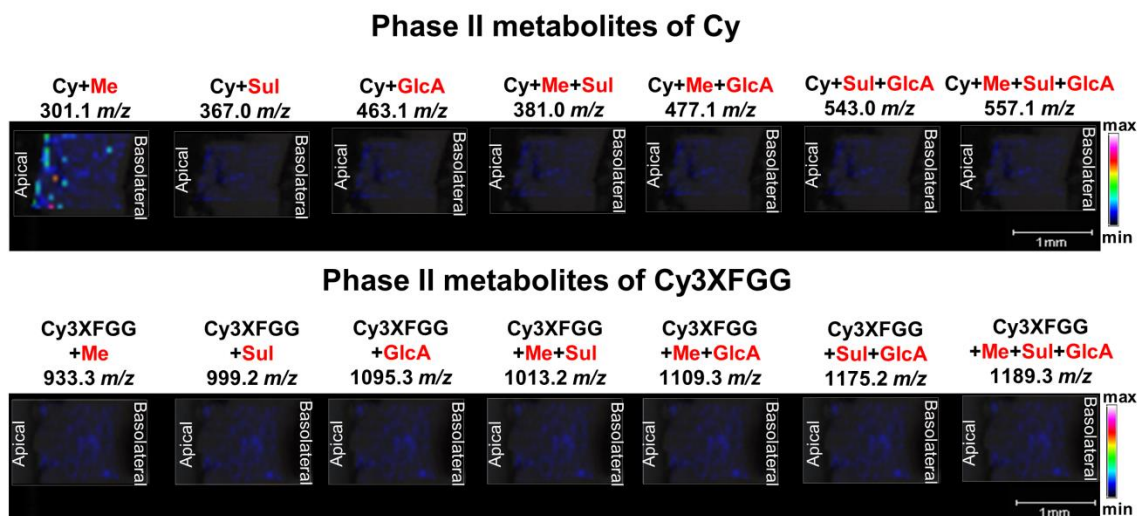 Phase II metabolites of Cy
Cy+Me Cy+Sul Cy+GlcA Cy+Me+Sul Cy+Me+GlcA Cy+Sul+GlcA Cy+Me+Sul+GlcA
301.1 m/z 367.0 m/z 463.1 m/z 381.0 m/z 477.1 m/z 543.0 m/z 557.1 m/z
Apical Basolateral Apical Basolateral Apical Basolateral Apical Basolateral Apical Basolateral Apical Basolateral Apical Basolateral
max
min
1mm
Phase II metabolites of Cy3XFGG
Cy3XFGG Cy3XFGG Cy3XFGG Cy3XFGG Cy3XFGG Cy3XFGG Cy3XFGG
+Me +Sul +GlcA +Me+Sul +Me+GlcA +Sul+GlcA +Me+Sul+GlcA
933.3 m/z 999.2 m/z 1095.3 m/z 1013.2 m/z 1109.3 m/z 1175.2 m/z 1189.3 m/z
Apical Basolateral Apical Basolateral Apical Basolateral Apical Basolateral Apical Basolateral Apical Basolateral Apical Basolateral
max
min
1mm